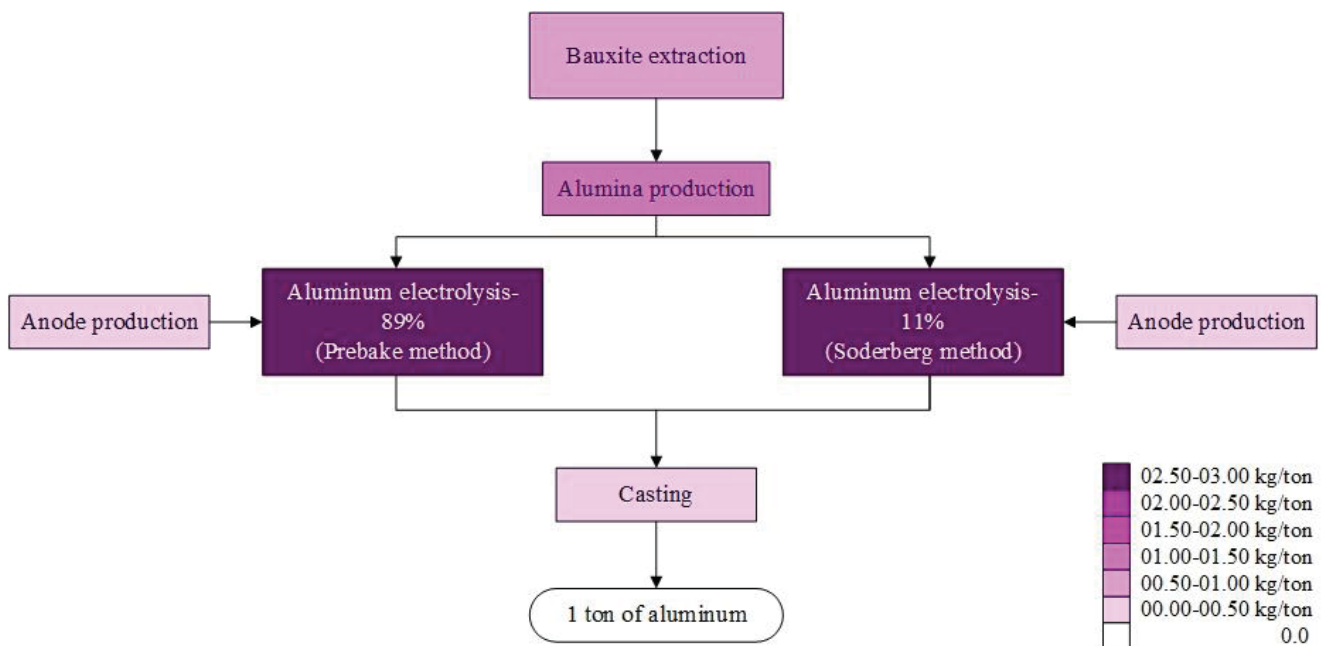 Bauxite extraction
Alumina production
Aluminum electrolysis-
89%
(Prebake method)
Aluminum electrolysis-
11%
(Soderberg method)
Anode production
Anode production
Casting
1 ton of aluminum
02.50-03.00 kg/ton
02.00-02.50 kg/ton
01.50-02.00 kg/ton
01.00-01.50 kg/ton
00.50-01.00 kg/ton
00.00-00.50 kg/ton
0.0